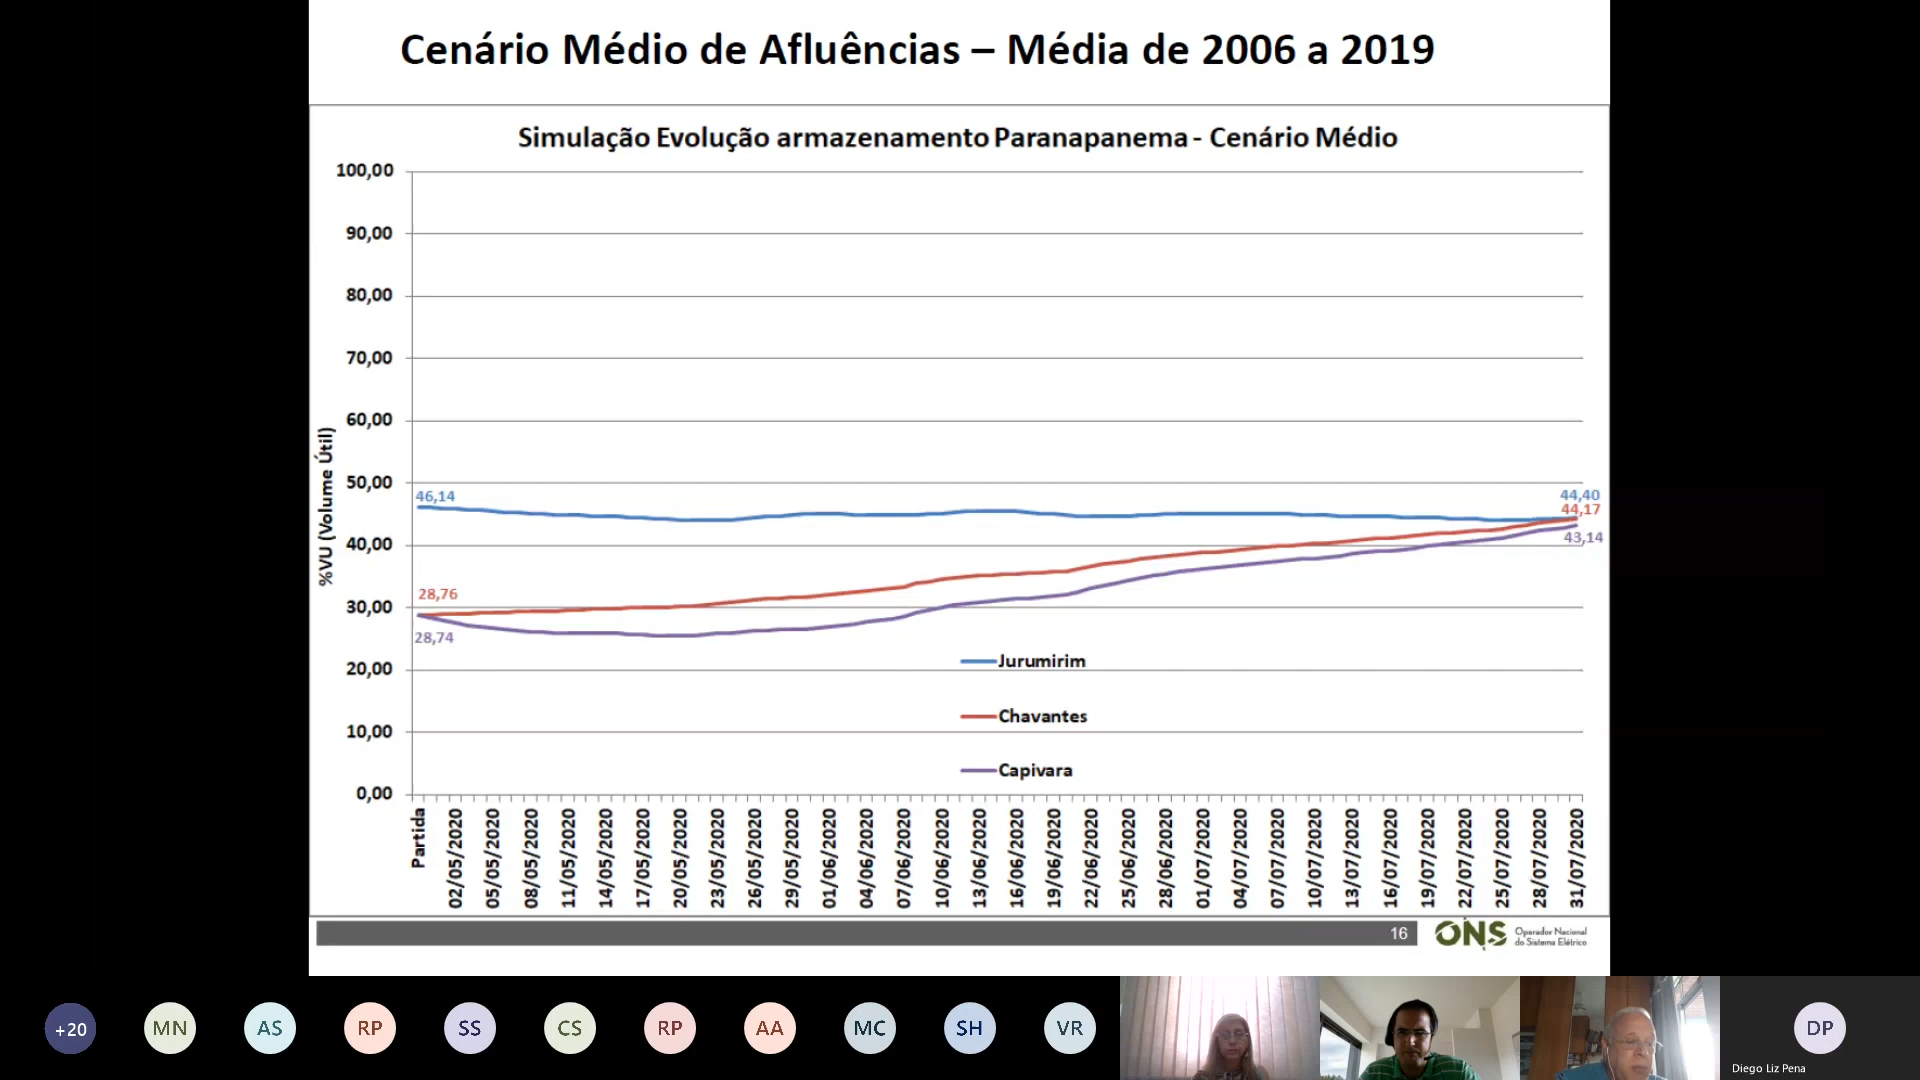 Cenário Médio de Afluências – Média de 2006 a 2019
Simulação Evolução armazenamento Paranapanema - Cenário Médio
%VU (Volume Útil)
100,00
90,00
80,00
70,00
60,00
50,00
40,00
30,00
20,00
10,00
0,00
46,14
28,76
28,74
44,40
44,17
43,14
Jurumirim
Chavantes
Capivara
Partida
02/05/2020
05/05/2020
08/05/2020
11/05/2020
14/05/2020
17/05/2020
20/05/2020
23/05/2020
26/05/2020
29/05/2020
01/06/2020
04/06/2020
07/06/2020
10/06/2020
13/06/2020
16/06/2020
19/06/2020
22/06/2020
25/06/2020
28/06/2020
01/07/2020
04/07/2020
07/07/2020
10/07/2020
13/07/2020
16/07/2020
19/07/2020
22/07/2020
25/07/2020
28/07/2020
31/07/2020
16
ONS
Operador Nacional
do Sistema Elétrico
+20
MN
AS
RP
SS
CS
RP
AA
MC
SH
VR
DP
Diego Liz Pena